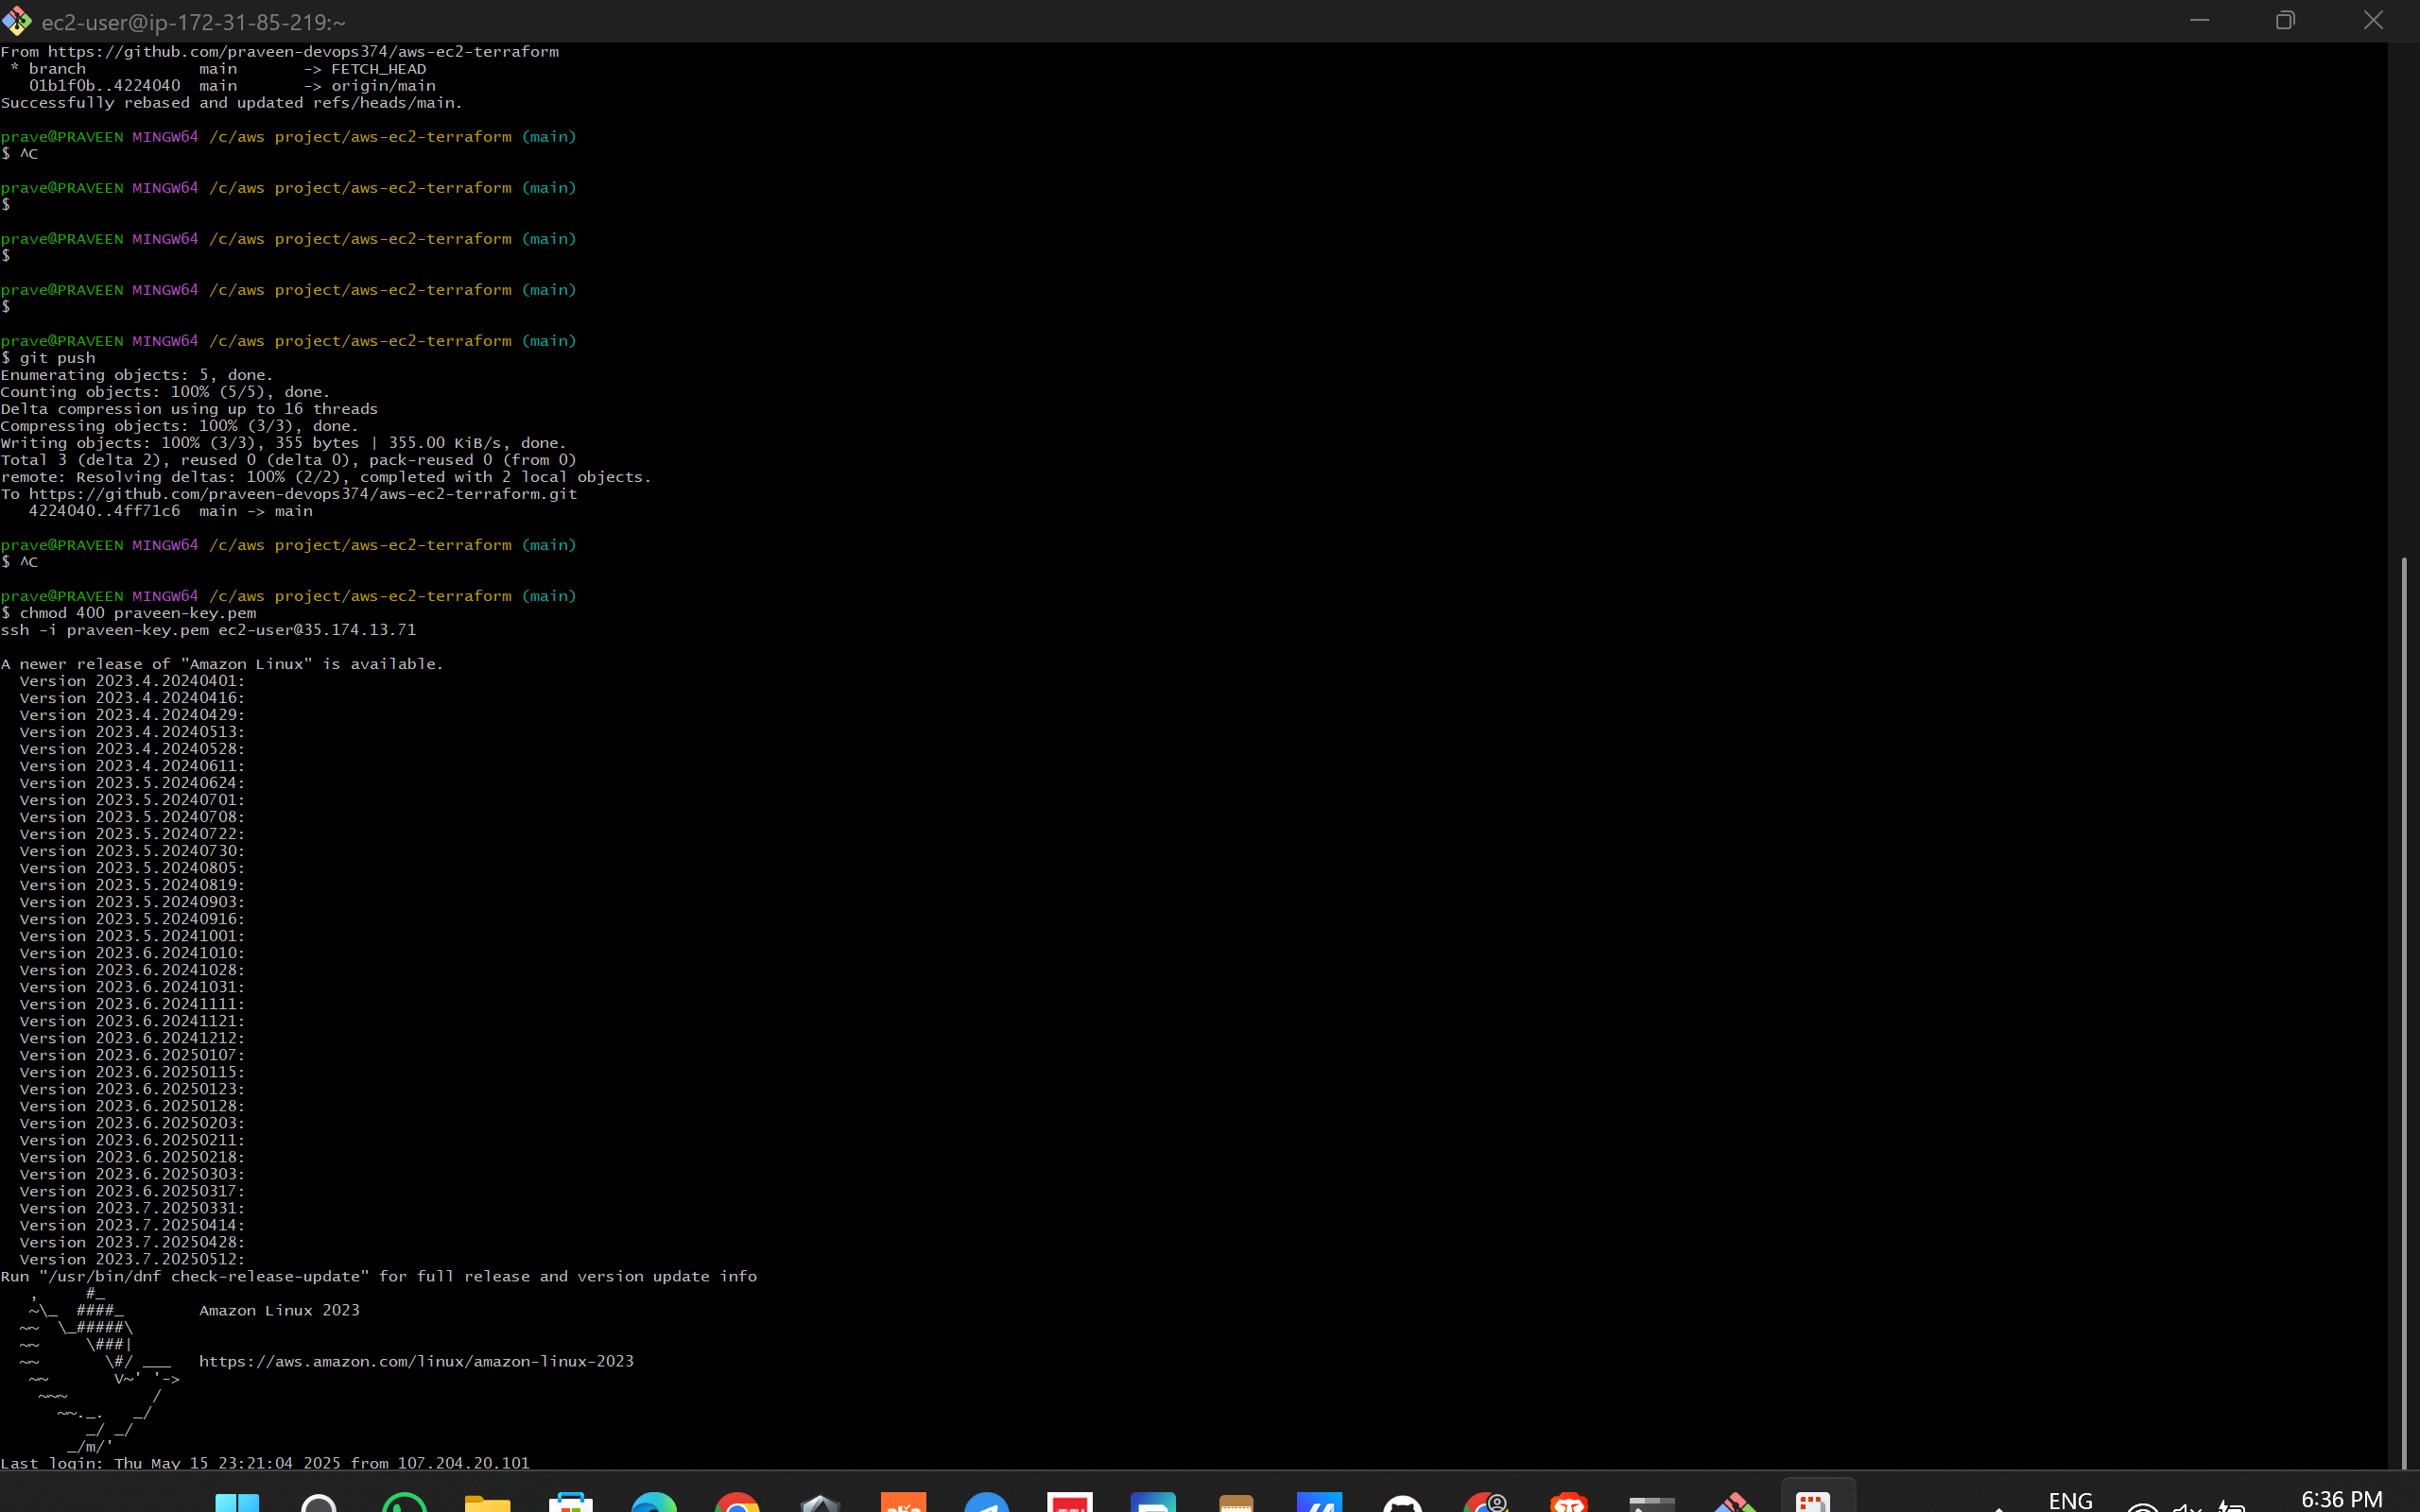 ec2-user@ip-172-31-85-219:~
From https://github.com/praveen-devops374/aws-ec2-terraform
 * branch            main       -> FETCH_HEAD
   01b1f0b..4224040  main       -> origin/main
Successfully rebased and updated refs/heads/main.
prave@PRAVEEN MINGW64 /c/aws project/aws-ec2-terraform (main)
$ ^C
prave@PRAVEEN MINGW64 /c/aws project/aws-ec2-terraform (main)
$
prave@PRAVEEN MINGW64 /c/aws project/aws-ec2-terraform (main)
$
prave@PRAVEEN MINGW64 /c/aws project/aws-ec2-terraform (main)
$
prave@PRAVEEN MINGW64 /c/aws project/aws-ec2-terraform (main)
$ git push
Enumerating objects: 5, done.
Counting objects: 100% (5/5), done.
Delta compression using up to 16 threads
Compressing objects: 100% (3/3), done.
Writing objects: 100% (3/3), 355 bytes | 355.00 KiB/s, done.
Total 3 (delta 2), reused 0 (delta 0), pack-reused 0 (from 0)
remote: Resolving deltas: 100% (2/2), completed with 2 local objects.
To https://github.com/praveen-devops374/aws-ec2-terraform.git
   4224040..4ff71c6  main -> main
prave@PRAVEEN MINGW64 /c/aws project/aws-ec2-terraform (main)
$ ^C
prave@PRAVEEN MINGW64 /c/aws project/aws-ec2-terraform (main)
$ chmod 400 praveen-key.pem
ssh -i praveen-key.pem ec2-user@35.174.13.71
A newer release of "Amazon Linux" is available.
  Version 2023.4.20240401:
  Version 2023.4.20240416:
  Version 2023.4.20240429:
  Version 2023.4.20240513:
  Version 2023.4.20240528:
  Version 2023.4.20240611:
  Version 2023.5.20240624:
  Version 2023.5.20240701:
  Version 2023.5.20240708:
  Version 2023.5.20240722:
  Version 2023.5.20240730:
  Version 2023.5.20240805:
  Version 2023.5.20240819:
  Version 2023.5.20240903:
  Version 2023.5.20240916:
  Version 2023.5.20241001:
  Version 2023.6.20241010:
  Version 2023.6.20241028:
  Version 2023.6.20241031:
  Version 2023.6.20241111:
  Version 2023.6.20241121:
  Version 2023.6.20241212:
  Version 2023.6.20250107:
  Version 2023.6.20250115:
  Version 2023.6.20250123:
  Version 2023.6.20250128:
  Version 2023.6.20250203:
  Version 2023.6.20250211:
  Version 2023.6.20250218:
  Version 2023.6.20250303:
  Version 2023.6.20250317:
  Version 2023.7.20250331:
  Version 2023.7.20250414:
  Version 2023.7.20250428:
  Version 2023.7.20250512:
Run "/usr/bin/dnf check-release-update" for full release and version update info
   ,     #_
   ~\_  ####_        Amazon Linux 2023
  ~~  \_#####\
  ~~     \###|
  ~~       \#/ ___   https://aws.amazon.com/linux/amazon-linux-2023
   ~~       V~' '->
    ~~~         /
      ~~._.   _/
         _/ _/
       _/m/'
Last login: Thu May 15 23:21:04 2025 from 107.204.20.101
ENG
6:36 PM